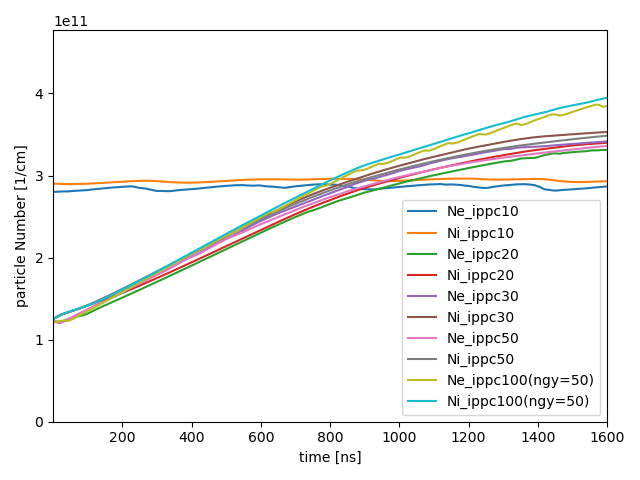 1e11
particle Number [1/cm]
4
3
2
1
0
200 400 600 800 1000 1200 1400 1600
time [ns]
Ne_ippc10
Ni_ippc10
Ne_ippc20
Ni_ippc20
Ne_ippc30
Ni_ippc30
Ne_ippc50
Ni_ippc50
Ne_ippc100(ngy=50)
Ni_ippc100(ngy=50)